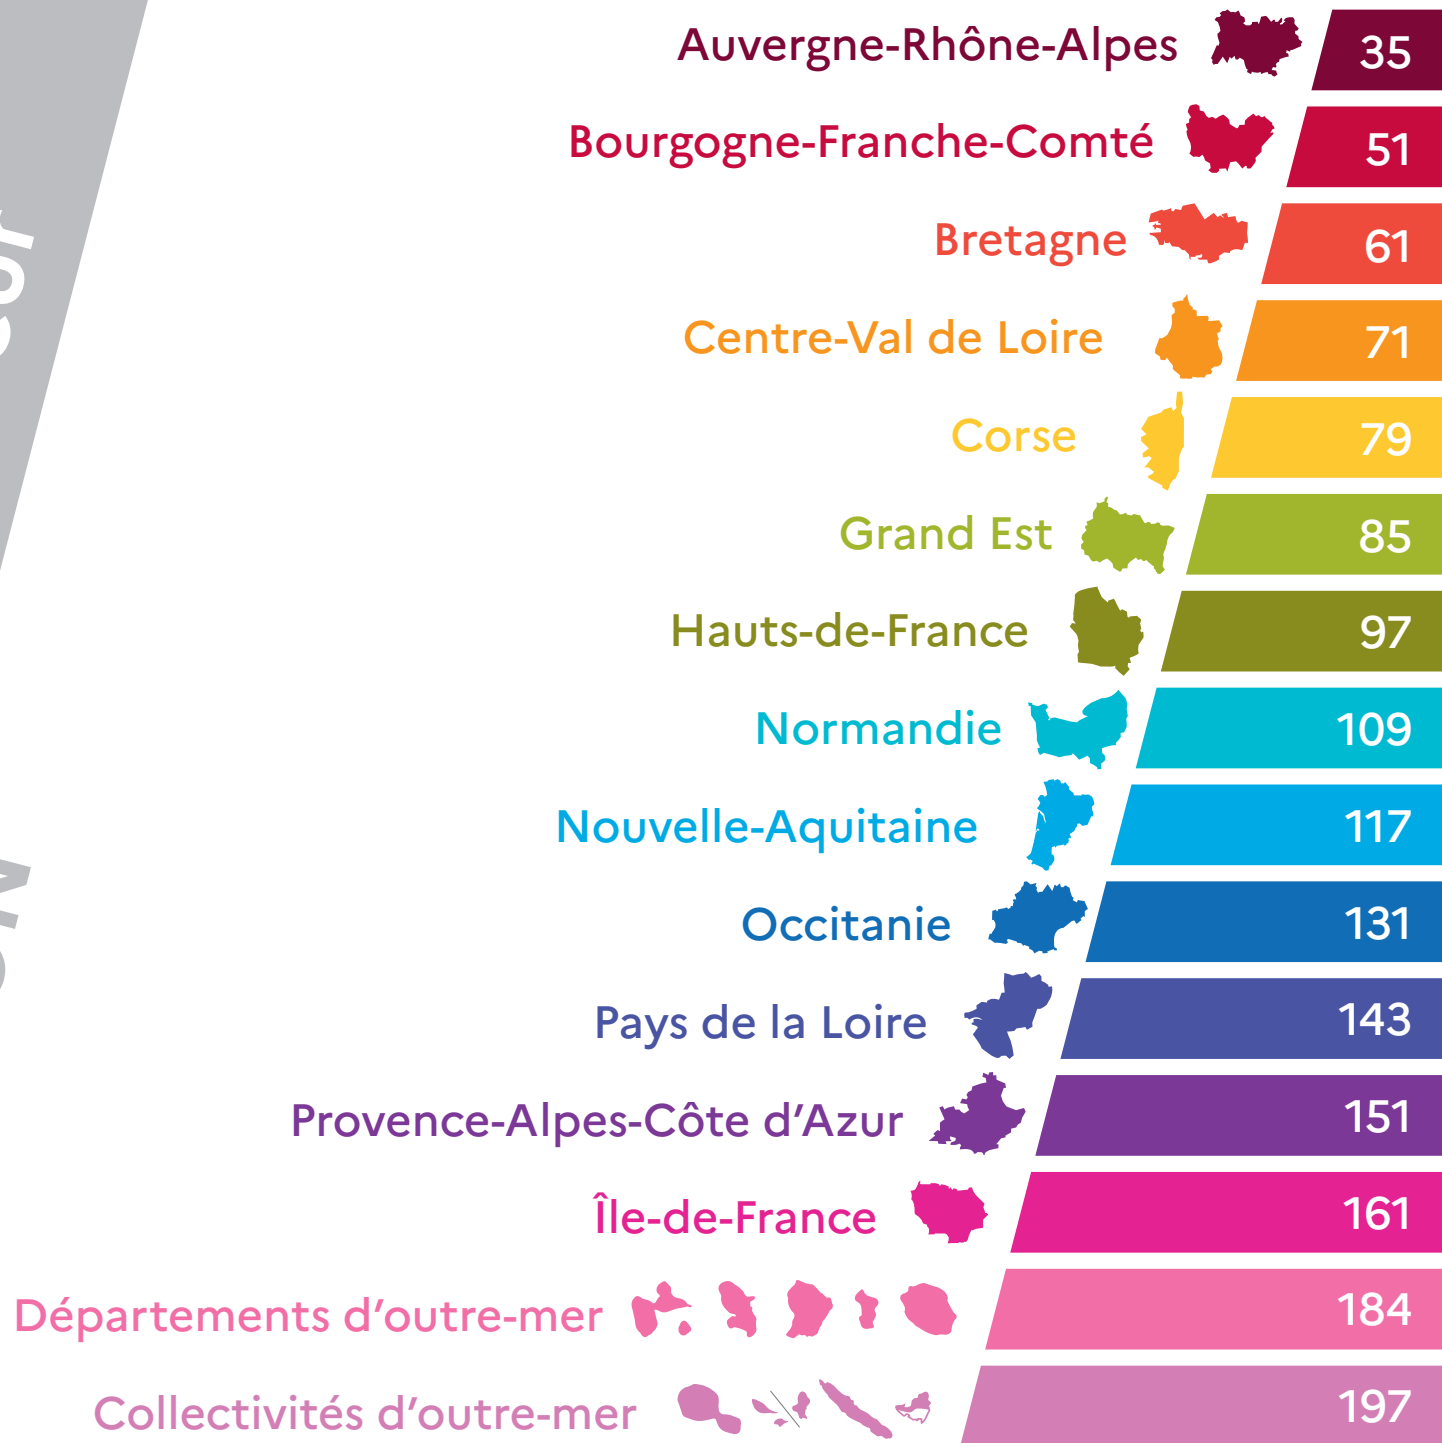 Auvergne-Rhône-Alpes 35
Bourgogne-Franche-Comté 51
Bretagne 61
Centre-Val de Loire 71
Corse 79
Grand Est 85
Hauts-de-France 97
Normandie 109
Nouvelle-Aquitaine 117
Occitanie 131
Pays de la Loire 143
Provence-Alpes-Côte d’Azur 151
Île-de-France 161
Départements d’outre-mer 184
Collectivités d’outre-mer 197